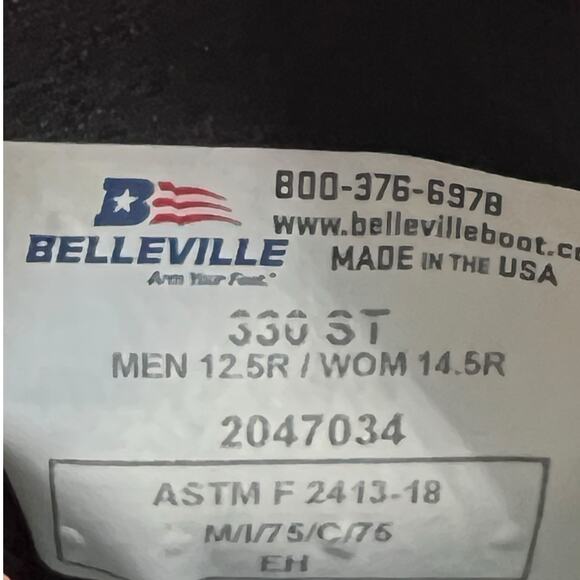 800-376-6978
www.bellevilleboot.c
BELLEVILLE
Arm Your Feet
MADE IN THE USA
330 ST
MEN 12.5R / WOM 14.5R
2047034
ASTM F 2413-18
M/I/75/C/75
EH